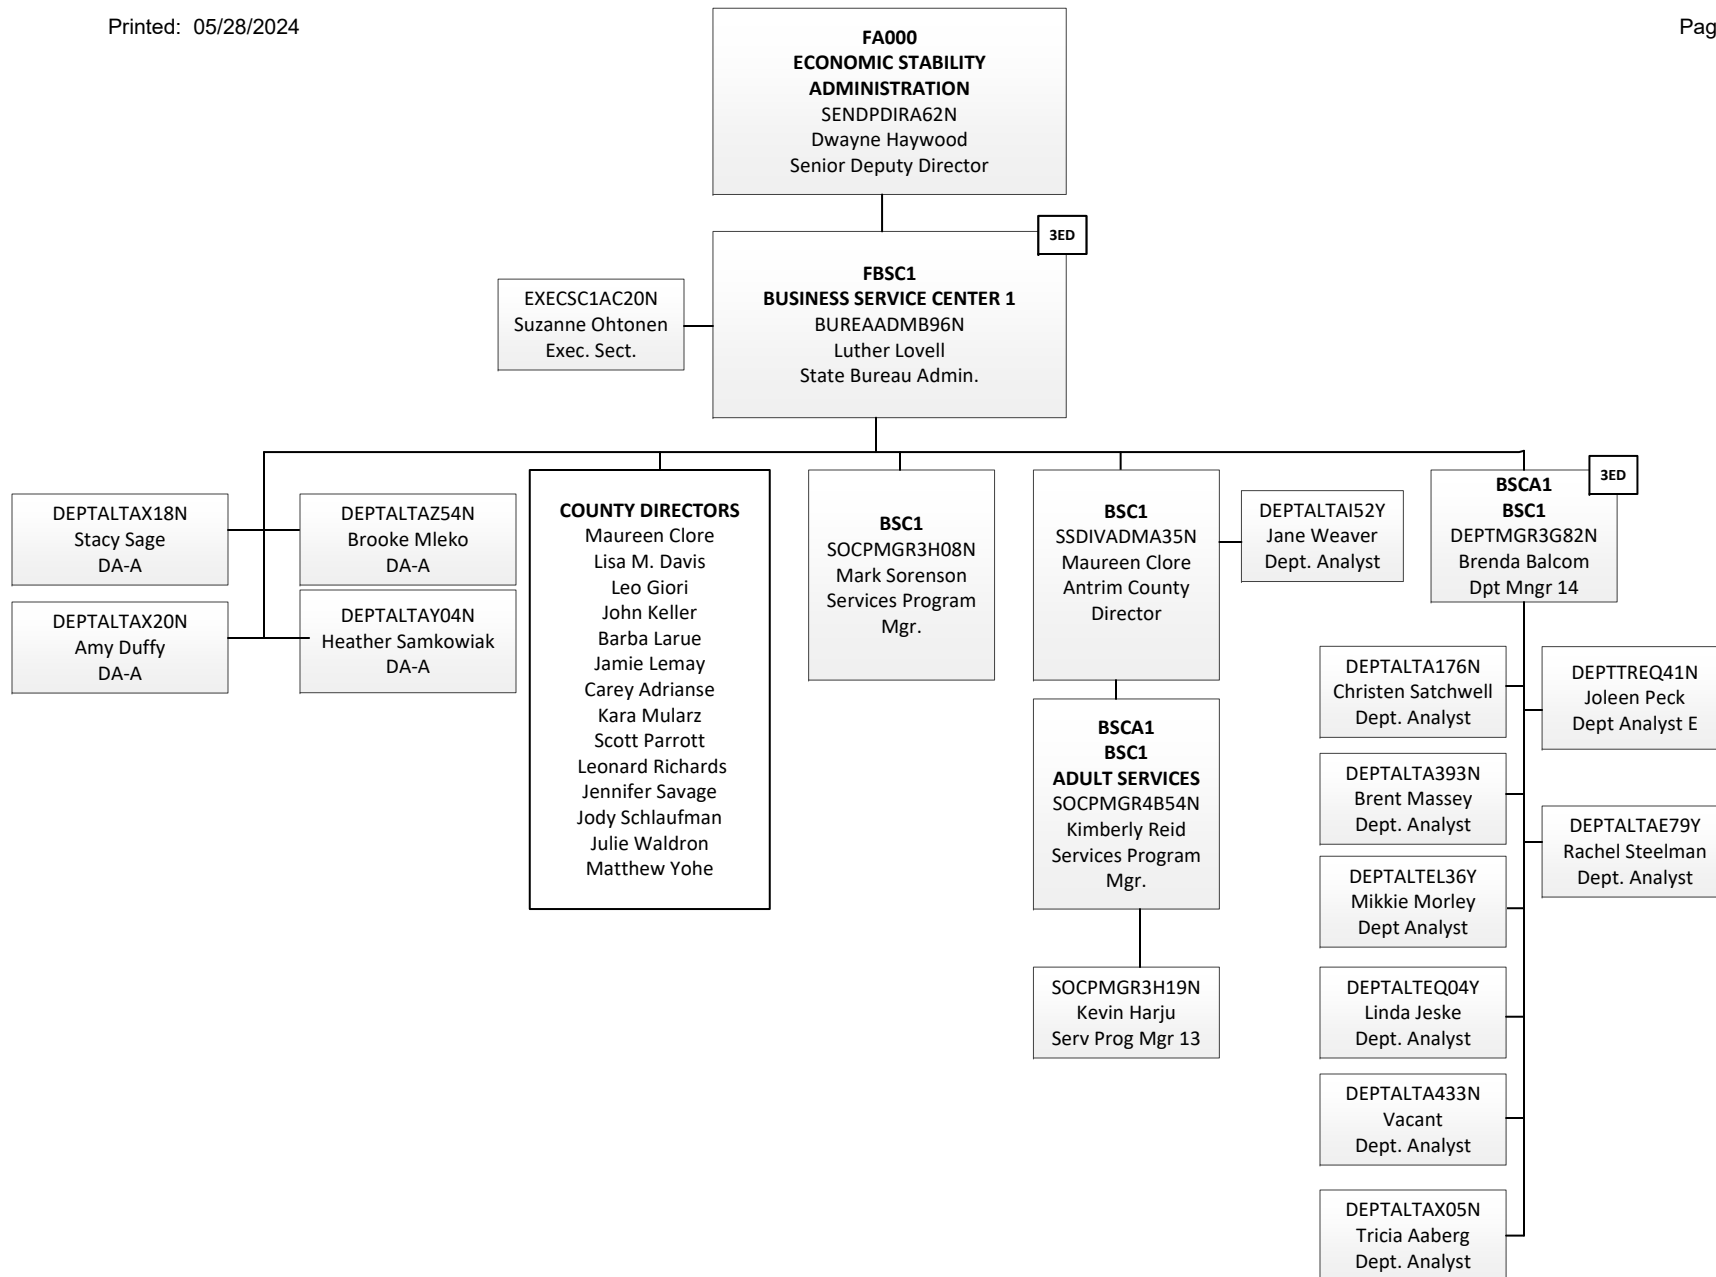 Printed: 05/28/2024
Pag
FA000
ECONOMIC STABILITY
ADMINISTRATION
SENDPDIRA62N
Dwayne Haywood
Senior Deputy Director
3ED
FBSC1
BUSINESS SERVICE CENTER 1
BUREAADMB96N
Luther Lovell
State Bureau Admin.
EXECSC1AC20N
Suzanne Ohtonen
Exec. Sect.
DEPTALTAX18N
Stacy Sage
DA-A
DEPTALTAZ54N
Brooke Mleko
DA-A
DEPTALTAX20N
Amy Duffy
DA-A
DEPTALTAY04N
Heather Samkowiak
DA-A
COUNTY DIRECTORS
Maureen Clore
Lisa M. Davis
Leo Giori
John Keller
Barba Larue
Jamie Lemay
Carey Adrianse
Kara Mularz
Scott Parrott
Leonard Richards
Jennifer Savage
Jody Schlaufman
Julie Waldron
Matthew Yohe
BSC1
SOCPMGR3H08N
Mark Sorenson
Services Program
Mgr.
BSC1
SSDIVADMA35N
Maureen Clore
Antrim County
Director
DEPTALTAI52Y
Jane Weaver
Dept. Analyst
BSCA1
BSC1
ADULT SERVICES
SOCPMGR4B54N
Kimberly Reid
Services Program
Mgr.
SOCPMGR3H19N
Kevin Harju
Serv Prog Mgr 13
3ED
BSCA1
BSC1
DEPTMGR3G82N
Brenda Balcom
Dpt Mngr 14
DEPTALTA176N
Christen Satchwell
Dept. Analyst
DEPTTREQ41N
Joleen Peck
Dept Analyst E
DEPTALTA393N
Brent Massey
Dept. Analyst
DEPTALTAE79Y
Rachel Steelman
Dept. Analyst
DEPTALTEL36Y
Mikkie Morley
Dept Analyst
DEPTALTEQ04Y
Linda Jeske
Dept. Analyst
DEPTALTA433N
Vacant
Dept. Analyst
DEPTALTAX05N
Tricia Aaberg
Dept. Analyst